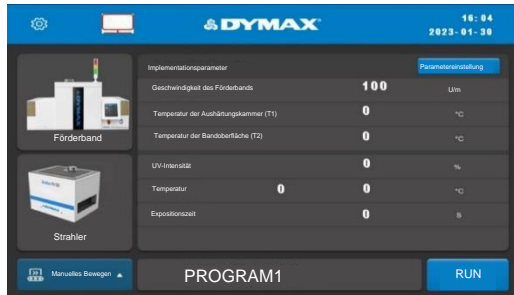 DYMAX
16:04
2023-01-30
Implementationsparameter
Parametereinstellung
Geschwindigkeit des Förderbands 100 U/m
Temperatur der Aushärtungskammer (T1) 0 °C
Temperatur der Bandoberfläche (T2) 0 °C
Förderband
UV-Intensität 0 %
Temperatur 0 0 °C
Expositionszeit 0 S
Strahler
Manuelles Bewegen
PROGRAM1
RUN